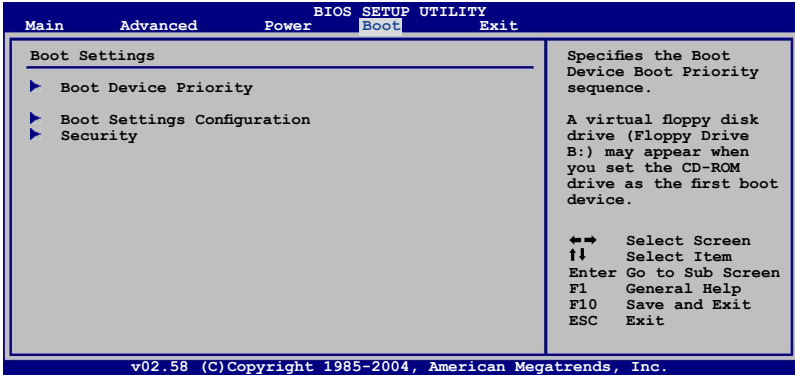 BIOS SETUP UTILITY
Main Advanced Power Boot Exit
Boot Settings
Boot Device Priority
Boot Settings Configuration
Security
Specifies the Boot
Device Boot Priority
sequence.
A virtual floppy disk
drive (Floppy Drive
B:) may appear when
you set the CD-ROM
drive as the first boot
device.
←→ Select Screen
↑↓ Select Item
Enter Go to Sub Screen
F1 General Help
F10 Save and Exit
ESC Exit
v02.58 (C)Copyright 1985-2004, American Megatrends, Inc.